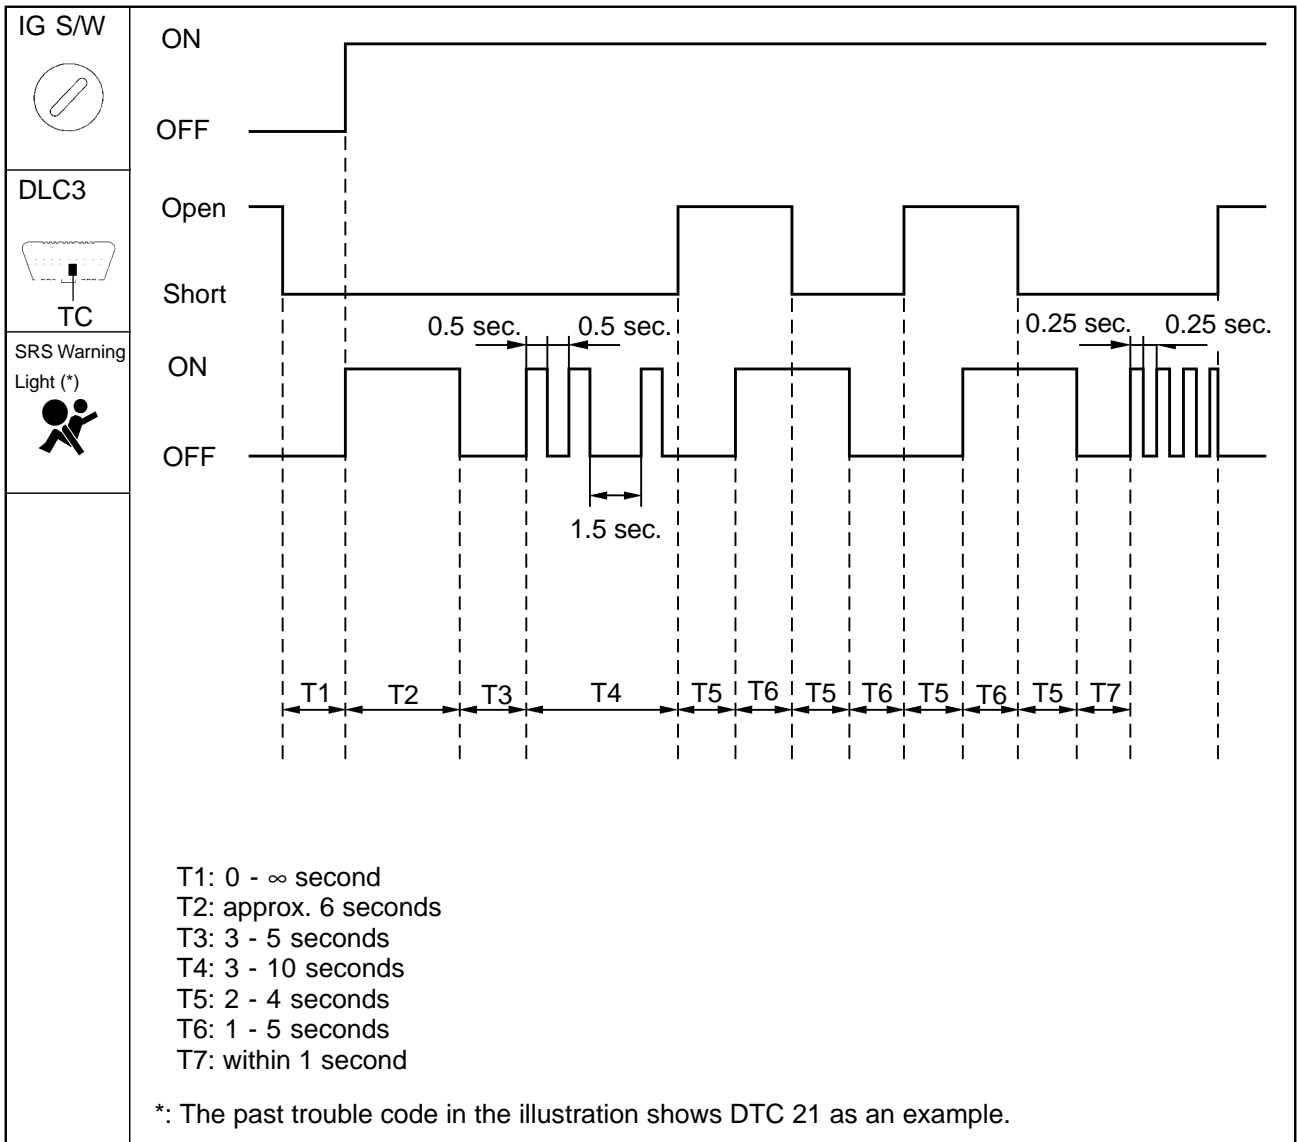 IG S/W
ON
OFF
DLC3
Open
Short
TC
0.5 sec. 0.5 sec. 0.25 sec. 0.25 sec.
SRS Warning
Light (*)
ON
OFF
1.5 sec.
T1 T2 T3 T4 T5 T6 T5 T6 T5 T6 T5 T7
T1: 0 - ∞ second
T2: approx. 6 seconds
T3: 3 - 5 seconds
T4: 3 - 10 seconds
T5: 2 - 4 seconds
T6: 1 - 5 seconds
T7: within 1 second
*: The past trouble code in the illustration shows DTC 21 as an example.